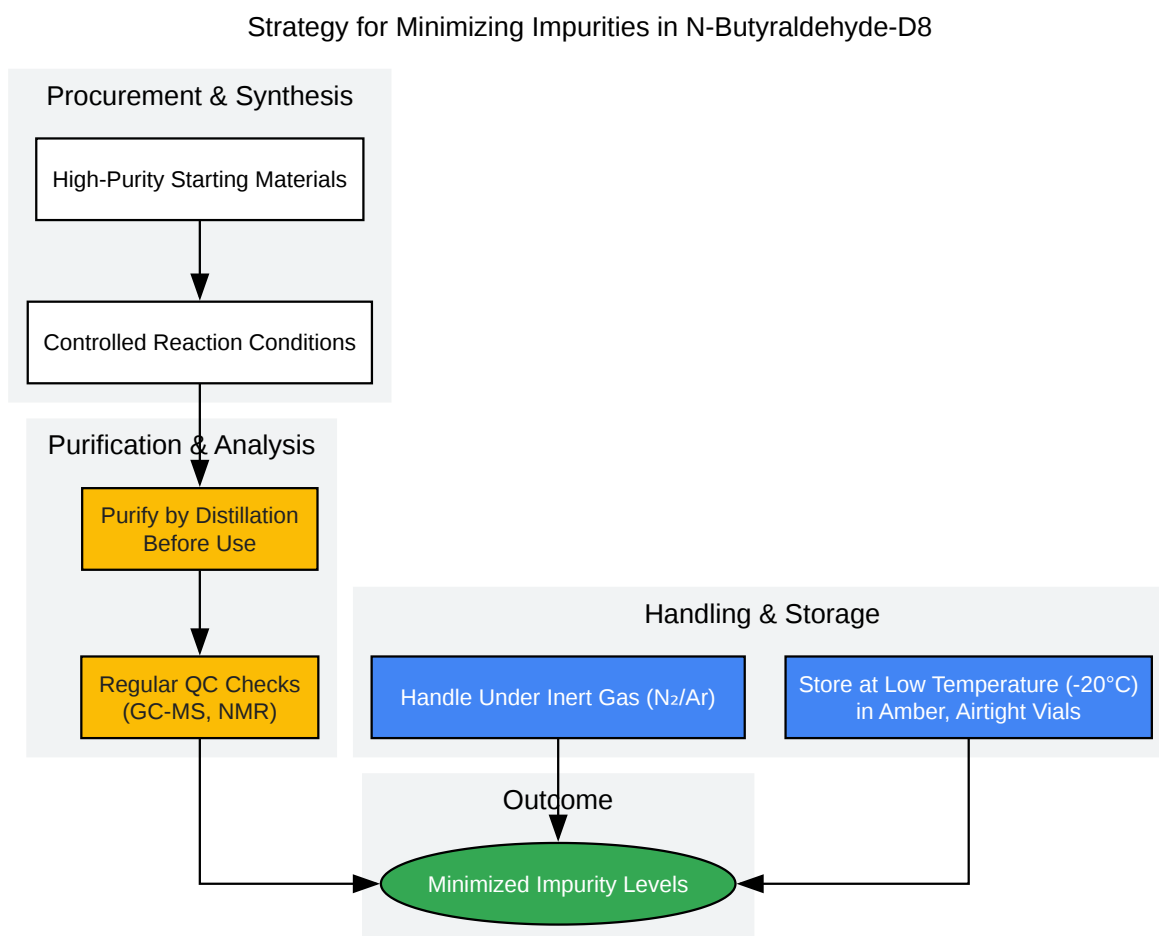 Strategy for Minimizing Impurities in N-Butyraldehyde-D8
Procurement & Synthesis
High-Purity Starting Materials
Controlled Reaction Conditions
Purification & Analysis
Purify by Distillation
Before Use
Regular QC Checks
(GC-MS, NMR)
Handling & Storage
Handle Under Inert Gas (N₂/Ar)
Store at Low Temperature (-20°C)
in Amber, Airtight Vials
Outcome
Minimized Impurity Levels